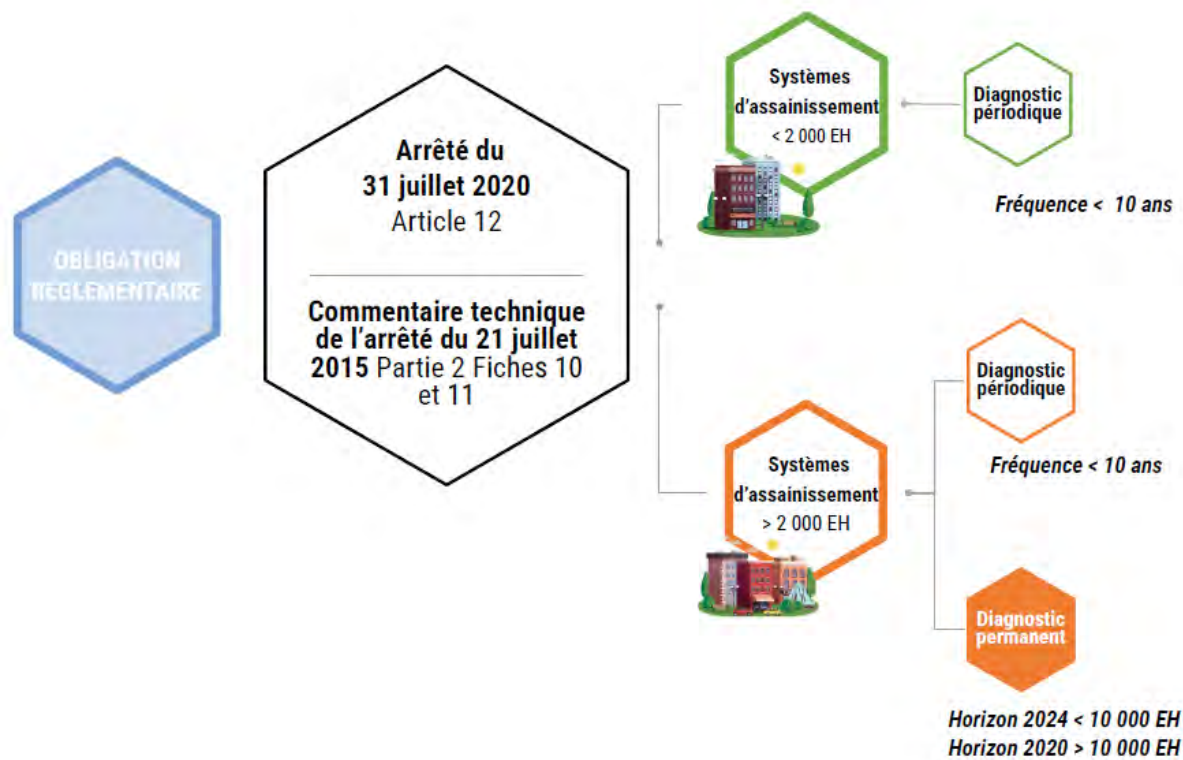 OBLIGATION
REGLEMENTAIRE
Arrêté du
31 juillet 2020
Article 12
Commentaire technique
de l'arrêté du 21 juillet
2015 Partie 2 Fiches 10
et 11
Systèmes
d'assainissement
< 2 000 EH
Diagnostic
périodique
Fréquence < 10 ans
Systèmes
d'assainissement
> 2 000 EH
Diagnostic
périodique
Fréquence < 10 ans
Diagnostic
permanent
Horizon 2024 < 10 000 EH
Horizon 2020 > 10 000 EH